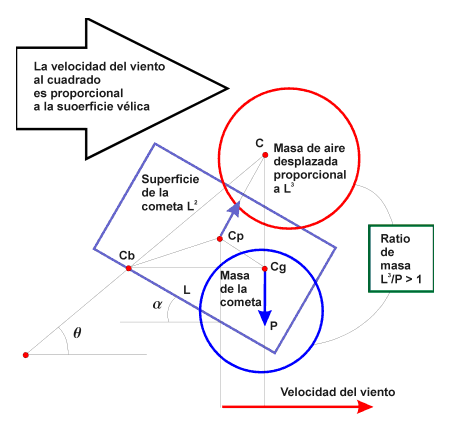 La velocidad del viento
al cuadrado
es proporcional
a la suoerficie vélica
C
Masa de aire
desplazada
proporcional
a L³
Superficie
de la
cometa L²
Cp
Cb
Cg
Ratio
de
masa
L³/P > 1
Masa
de la
cometa
L
α
P
θ
Velocidad del viento